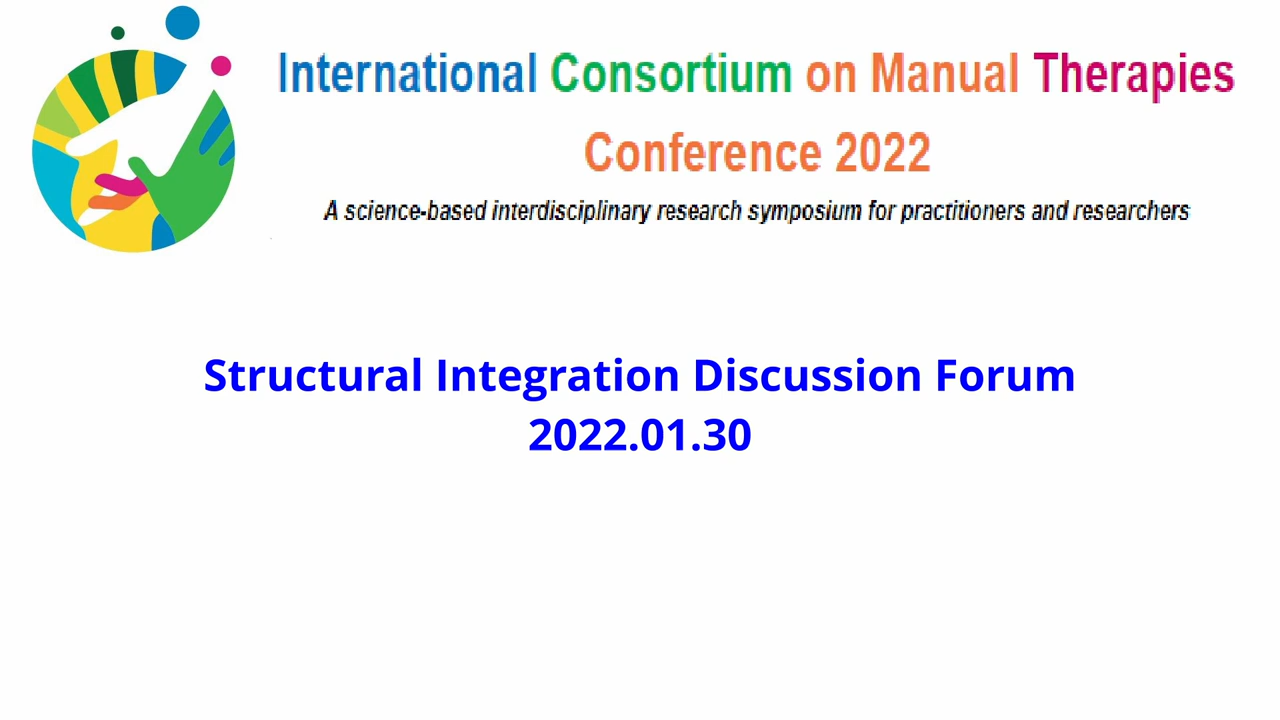 International Consortium on Manual Therapies
Conference 2022
A science-based interdisciplinary research symposium for practitioners and researchers
Structural Integration Discussion Forum
2022.01.30